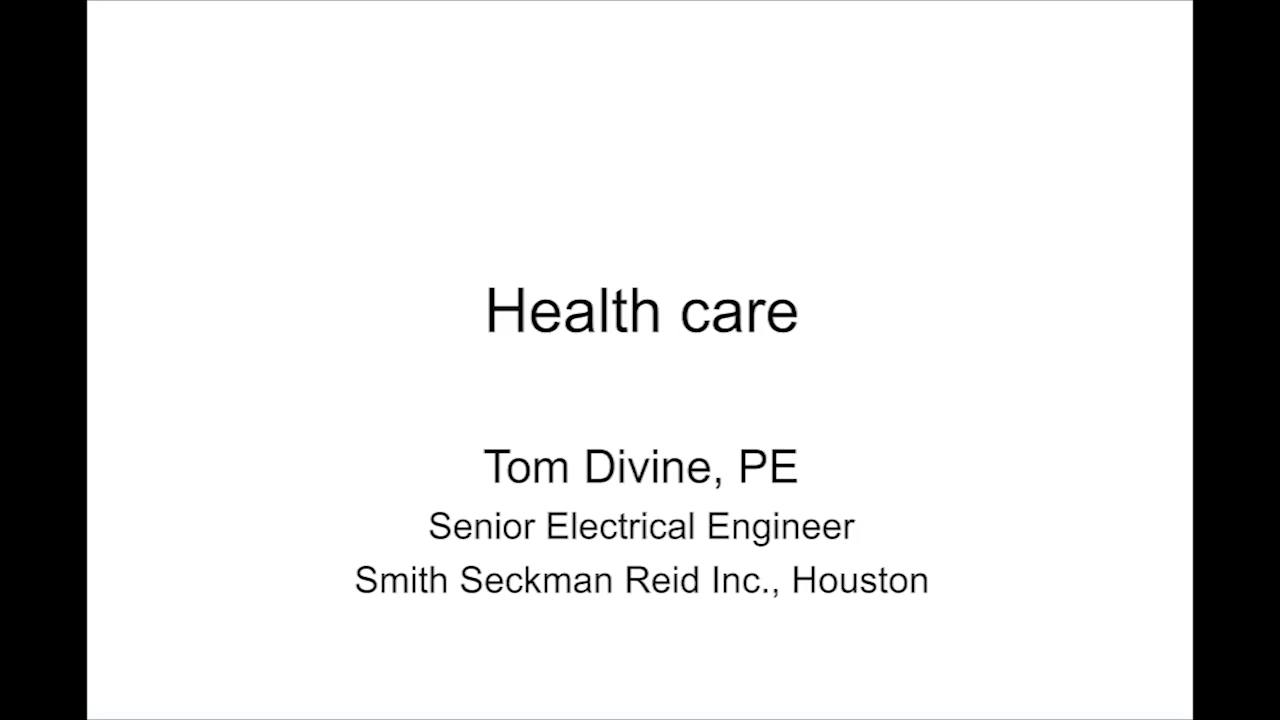 Health care
Tom Divine, PE
Senior Electrical Engineer
Smith Seckman Reid Inc., Houston